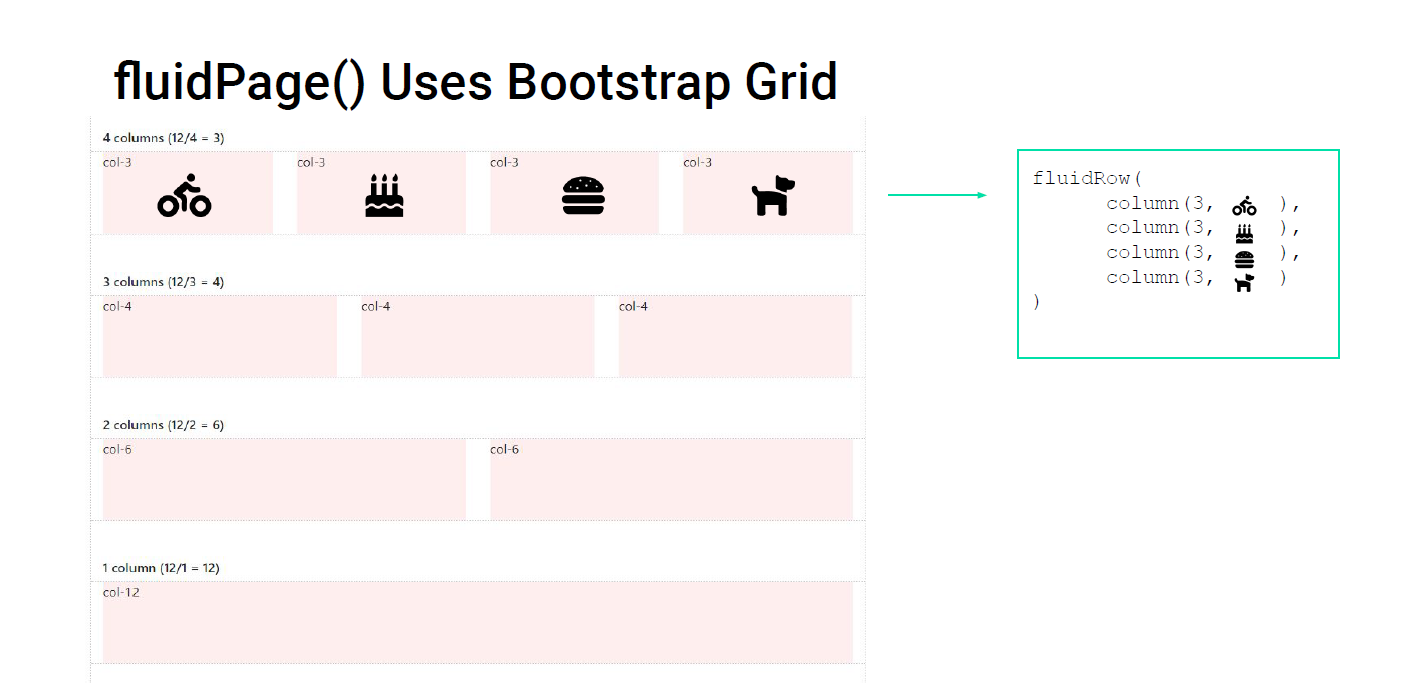 fluidPage() Uses Bootstrap Grid
4 columns (12/4 = 3)
col-3 col-3 col-3 col-3
3 columns (12/3 = 4)
col-4 col-4 col-4
2 columns (12/2 = 6)
col-6 col-6
1 column (12/1 = 12)
col-12
fluidRow(
column(3, ),
column(3, ),
column(3, ),
column(3, )
)